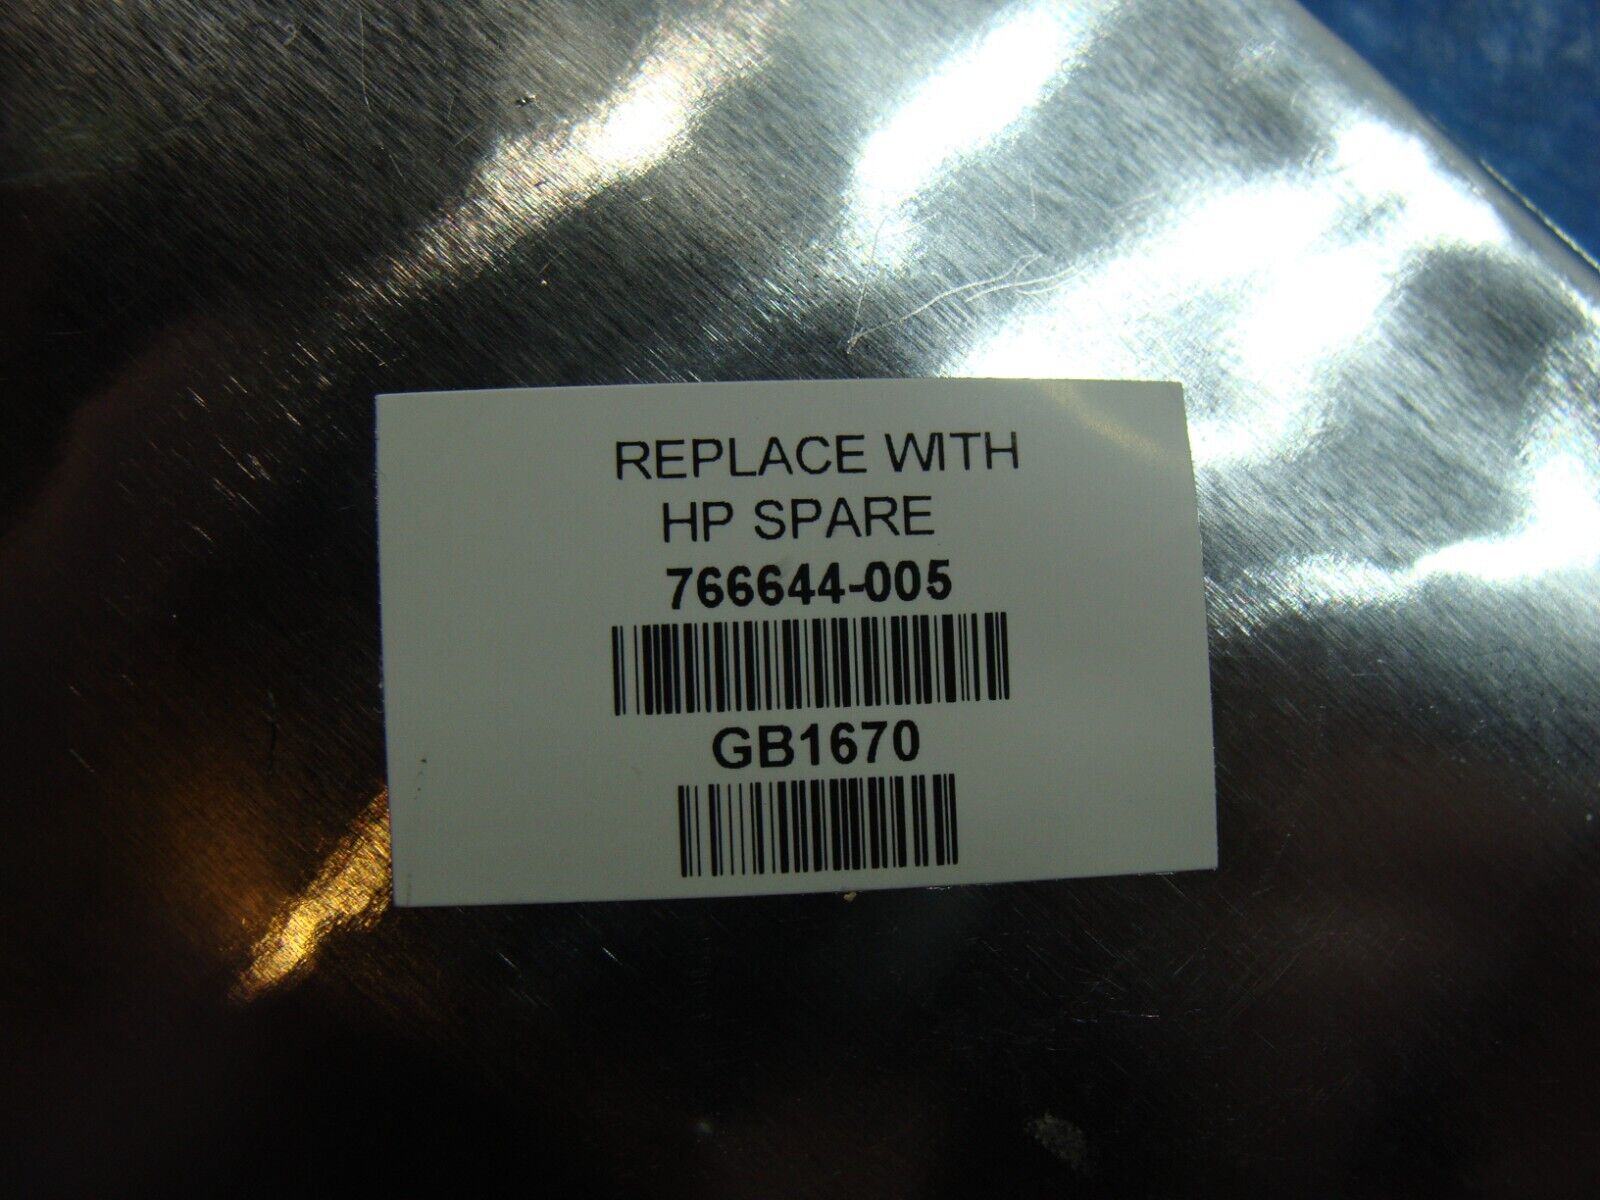 REPLACE WITH
HP SPARE
766644-005
GB1670